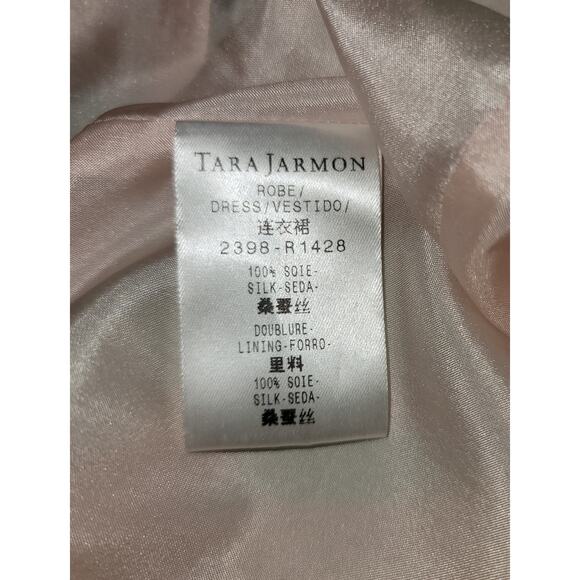 TARA JARMON
ROBE/
DRESS/VESTIDO/
连衣裙
2398-R1428
100% SOIE-
SILK-SEDA-
桑蚕丝
DOUBLURE-
LINING-FORRO-
里料
100% SOIE-
SILK-SEDA-
桑蚕丝